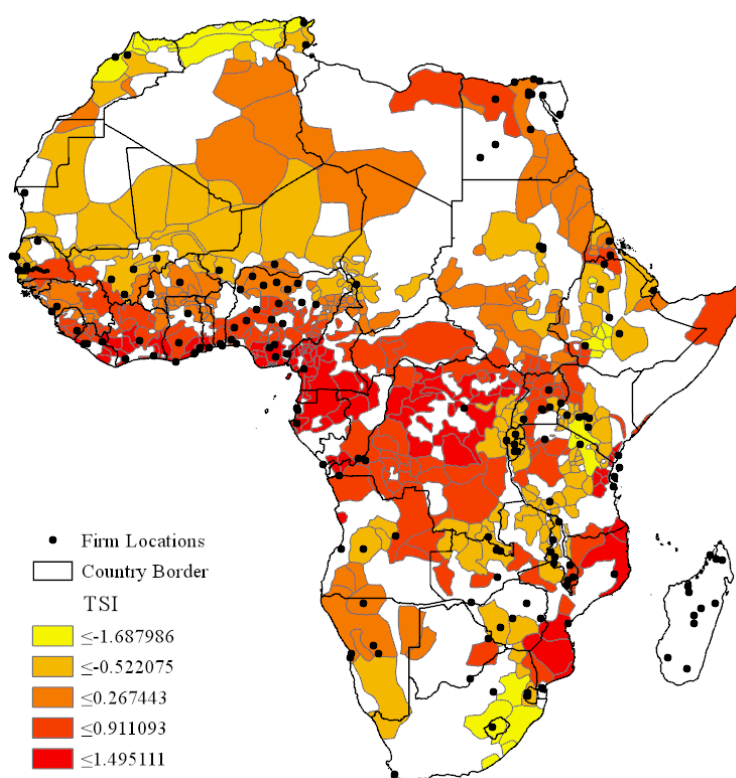 Firm Locations
Country Border
TSI
≤-1.687986
≤-0.522075
≤0.267443
≤0.911093
≤1.495111